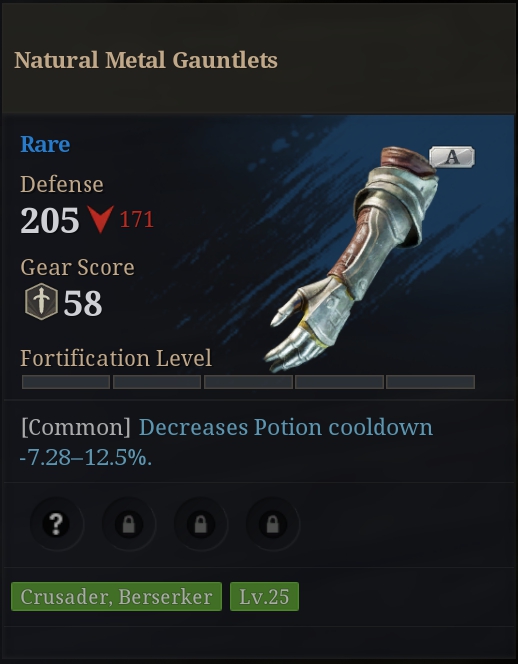 Natural Metal Gauntlets
Rare
A
Defense
205 171
Gear Score
58
Fortification Level
[Common] Decreases Potion cooldown
-7.28–12.5%.
?
Crusader, Berserker Lv.25